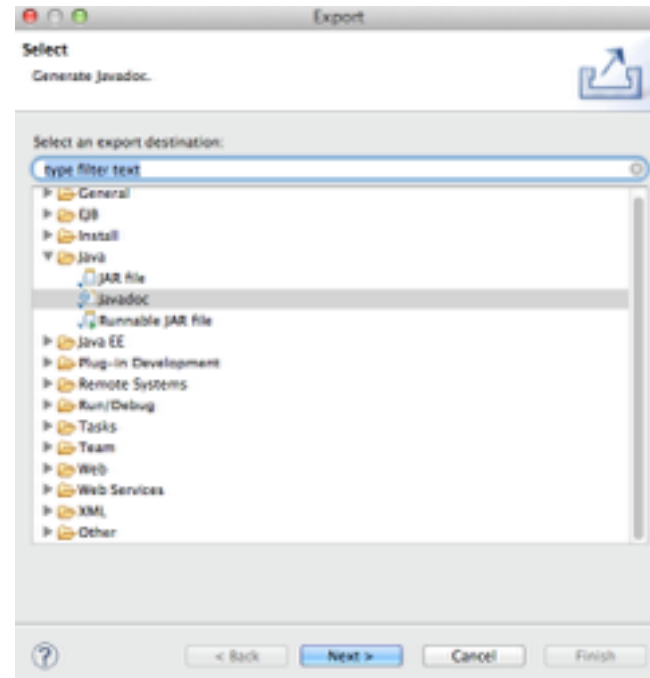 Export
Select
Generate Javadoc.
Select an export destination:
type filter text
General
EJB
Install
Java
JAR file
Javadoc
Runnable JAR file
Java EE
Plug-in Development
Remote Systems
Run/Debug
Tasks
Team
Web
Web Services
XML
Other
?
< Back Next > Cancel Finish